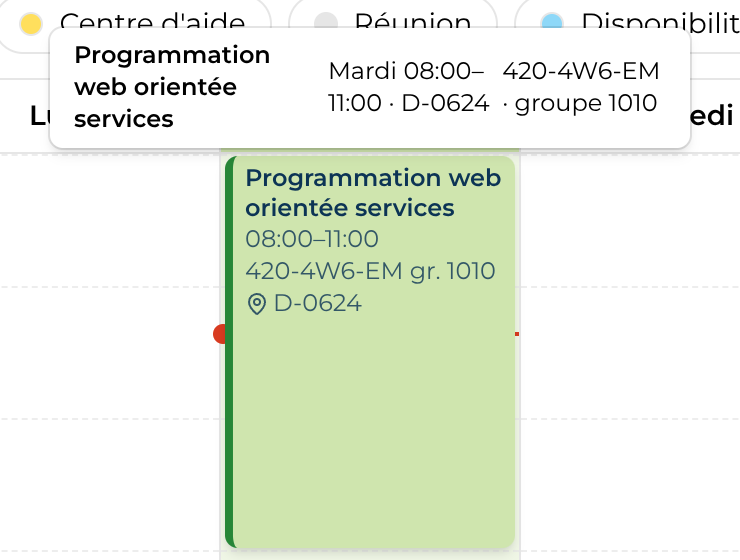 Centre d'aide
Réunion
Programmation
web orientée
services
Mardi 08:00–
11:00 · D-0624
420-4W6-EM
· groupe 1010
edi
Programmation web
orientée services
08:00–11:00
420-4W6-EM gr. 1010
D-0624